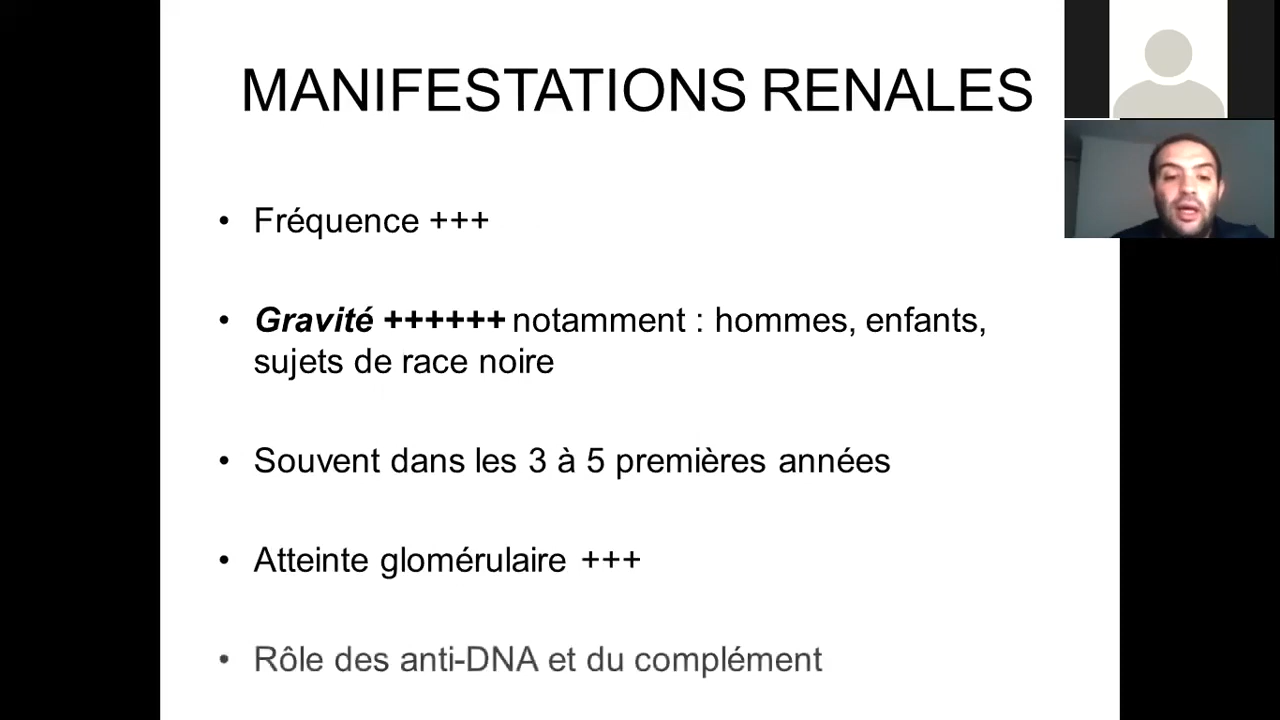 MANIFESTATIONS RENALES
• Fréquence +++
• Gravité ++++++ notamment : hommes, enfants,
sujets de race noire
• Souvent dans les 3 à 5 premières années
• Atteinte glomérulaire +++
• Rôle des anti-DNA et du complément